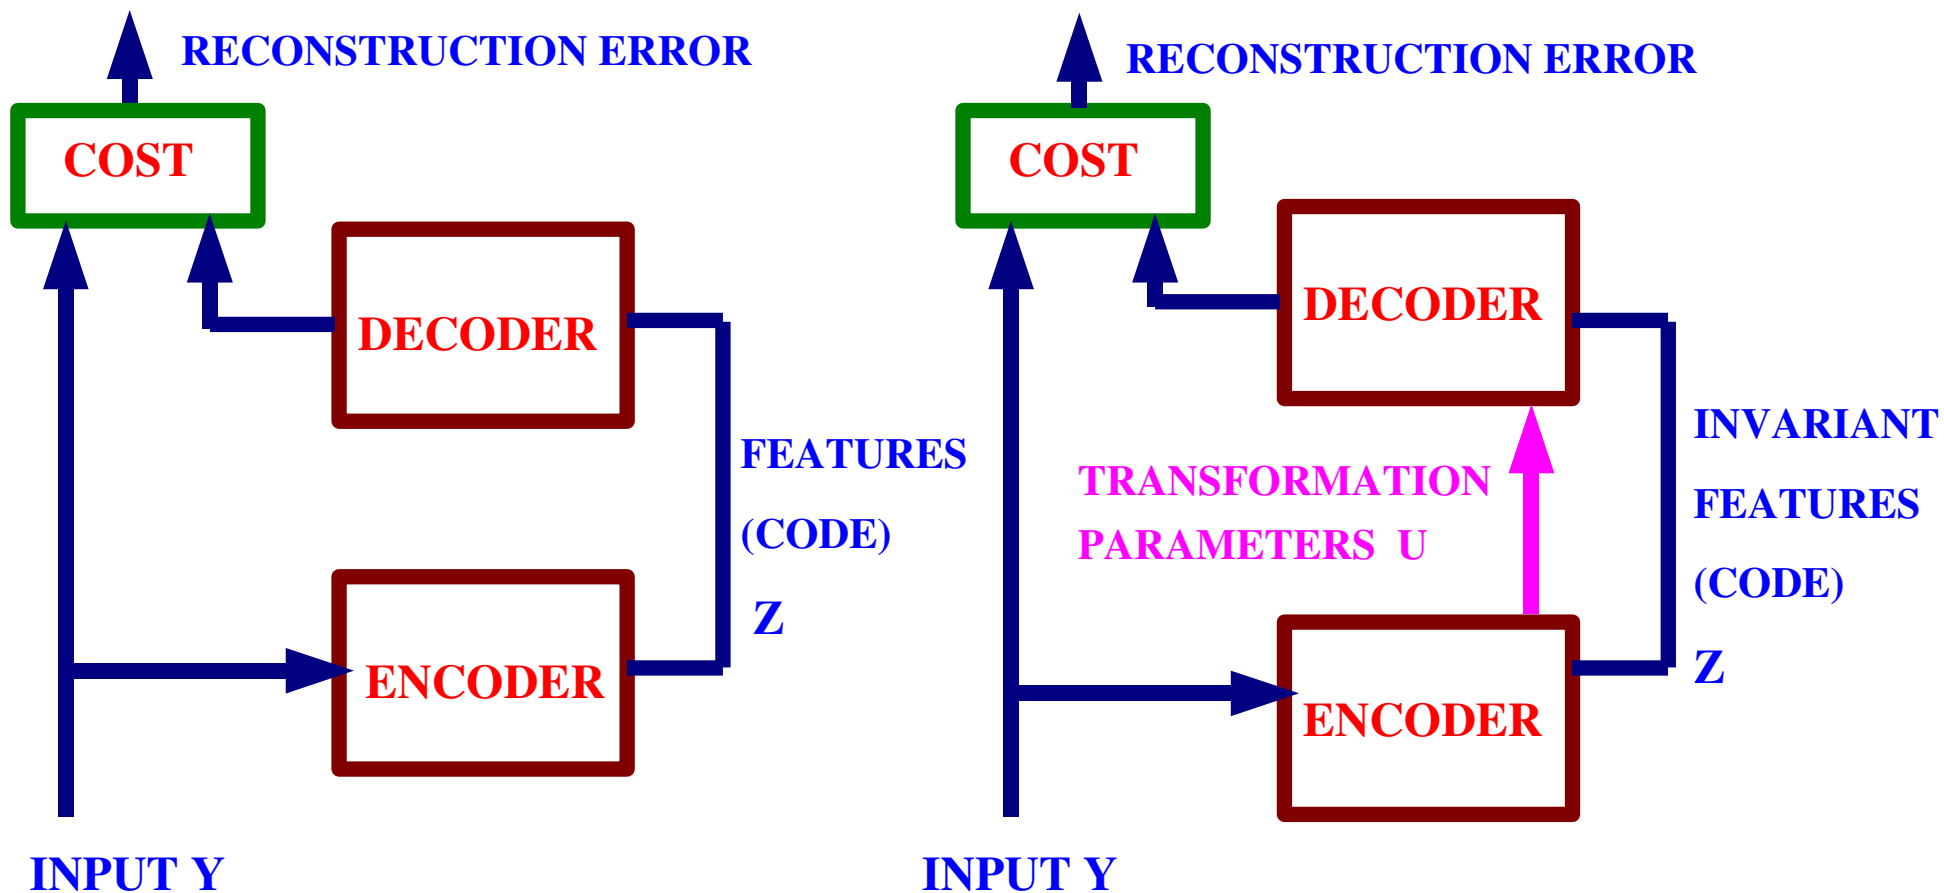 RECONSTRUCTION ERROR
COST
DECODER
FEATURES
(CODE)
Z
ENCODER
INPUT Y
RECONSTRUCTION ERROR
COST
DECODER
TRANSFORMATION
PARAMETERS U
INVARIANT
FEATURES
(CODE)
Z
ENCODER
INPUT Y